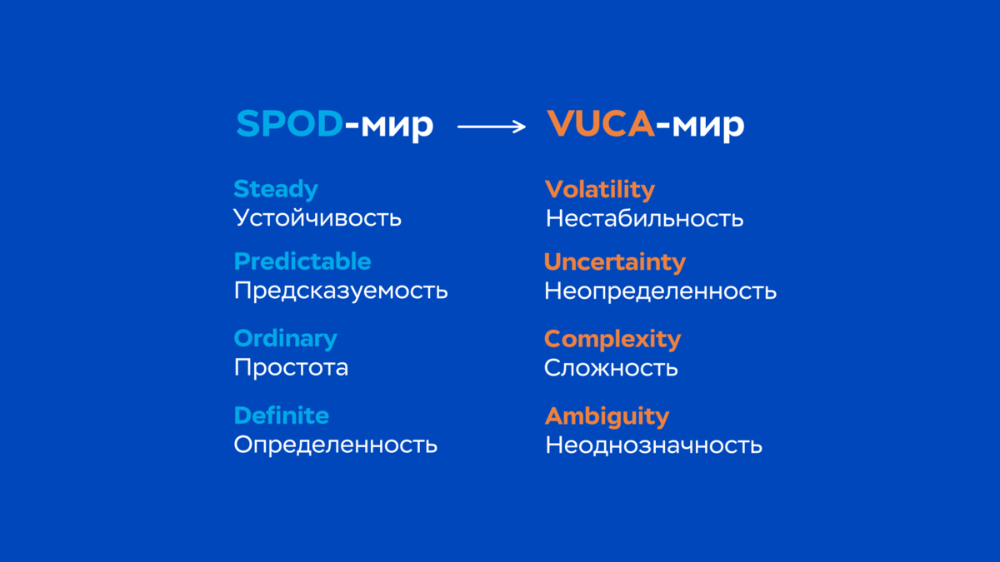 SPOD-мир → VUCA-мир
Steady
Устойчивость
Predictable
Предсказуемость
Ordinary
Простота
Definite
Определенность
Volatility
Нестабильность
Uncertainty
Неопределенность
Complexity
Сложность
Ambiguity
Неоднозначность